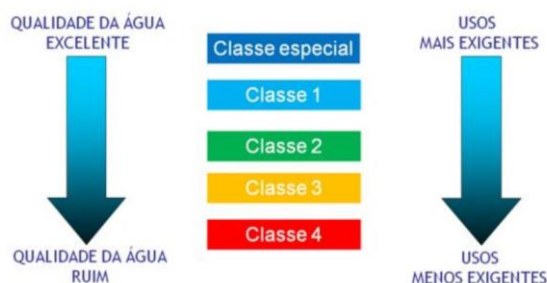 QUALIDADE DA ÁGUA
EXCELENTE
USOS
MAIS EXIGENTES
Classe especial
Classe 1
Classe 2
Classe 3
Classe 4
QUALIDADE DA ÁGUA
RUIM
USOS
MENOS EXIGENTES